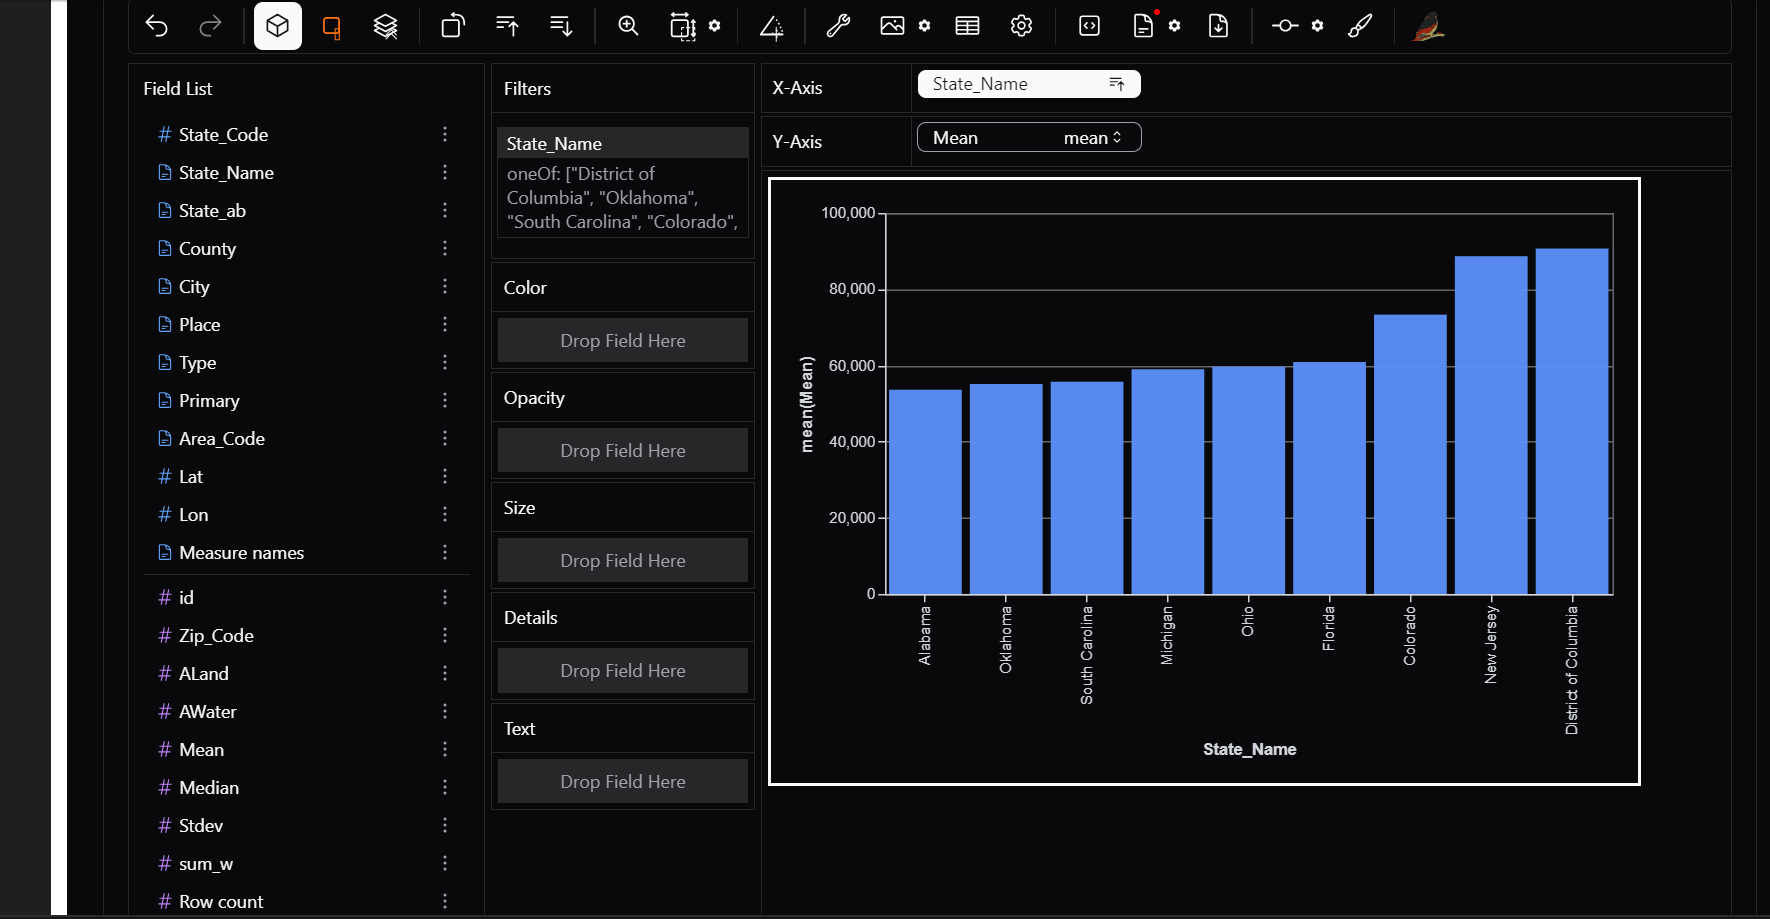 Field List
# State_Code
State_Name
State_ab
County
City
Place
Type
Primary
Area_Code
# Lat
# Lon
Measure names
# id
# Zip_Code
# ALand
# AWater
# Mean
# Median
# Stdev
# sum_w
# Row count
Filters
State_Name
oneOf: ["District of
Columbia", "Oklahoma",
"South Carolina", "Colorado",
Color
Drop Field Here
Opacity
Drop Field Here
Size
Drop Field Here
Details
Drop Field Here
Text
Drop Field Here
X-Axis
State_Name
Y-Axis
Mean mean
100,000
80,000
60,000
40,000
20,000
0
mean(Mean)
Alabama
Oklahoma
South Carolina
Michigan
Ohio
Florida
Colorado
New Jersey
District of Columbia
State_Name